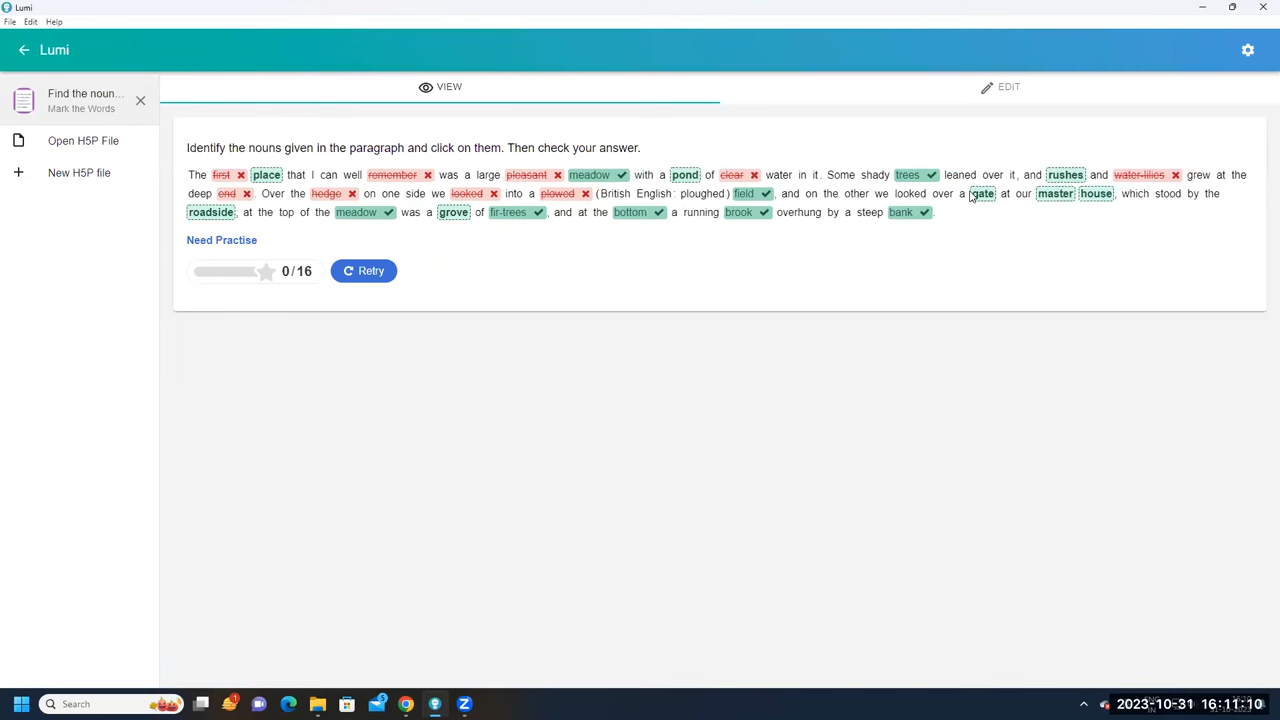 Lumi
File Edit Help
Lumi
Find the noun...
Mark the Words
Open H5P File
New H5P file
VIEW
EDIT
Identify the nouns given in the paragraph and click on them. Then check your answer.
The first place that I can well remember was a large pleasant meadow with a pond of clear water in it. Some shady trees leaned over it, and rushes and water-lilies grew at the
deep end. Over the hedge on one side we looked into a plowed (British English: ploughed) field, and on the other we looked over a gate at our master house, which stood by the
roadside, at the top of the meadow was a grove of fir-trees, and at the bottom a running brook overhung by a steep bank.
Need Practise
0/16
Retry
Search
1
5
2023-10-31 16:11:10